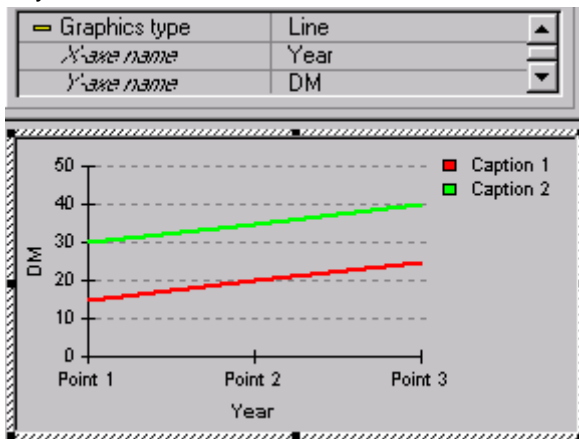 Graphics type Line
X-axe name Year
Y-axe name DM
50
40
30
20
10
0
DM
Point 1 Point 2 Point 3
Year
Caption 1
Caption 2